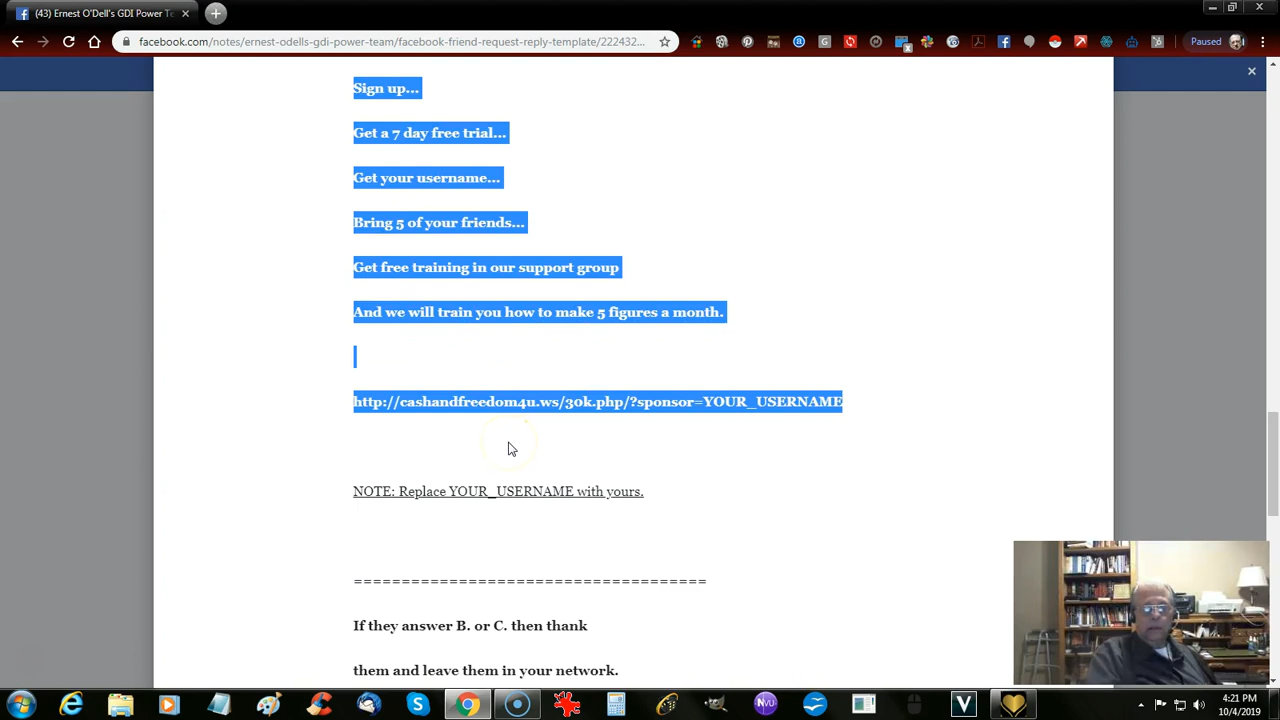 (43) Ernest O'Dell's GDI Power Te
facebook.com/notes/ernest-odells-gdi-power-team/facebook-friend-request-reply-template/222432...
Paused
Sign up...
Get a 7 day free trial...
Get your username...
Bring 5 of your friends...
Get free training in our support group
And we will train you how to make 5 figures a month.
http://cashandfreedom4u.ws/30k.php/?sponsor=YOUR_USERNAME
NOTE: Replace YOUR_USERNAME with yours.
=====================================
If they answer B. or C. then thank
them and leave them in your network.
4:21 PM
10/4/2019